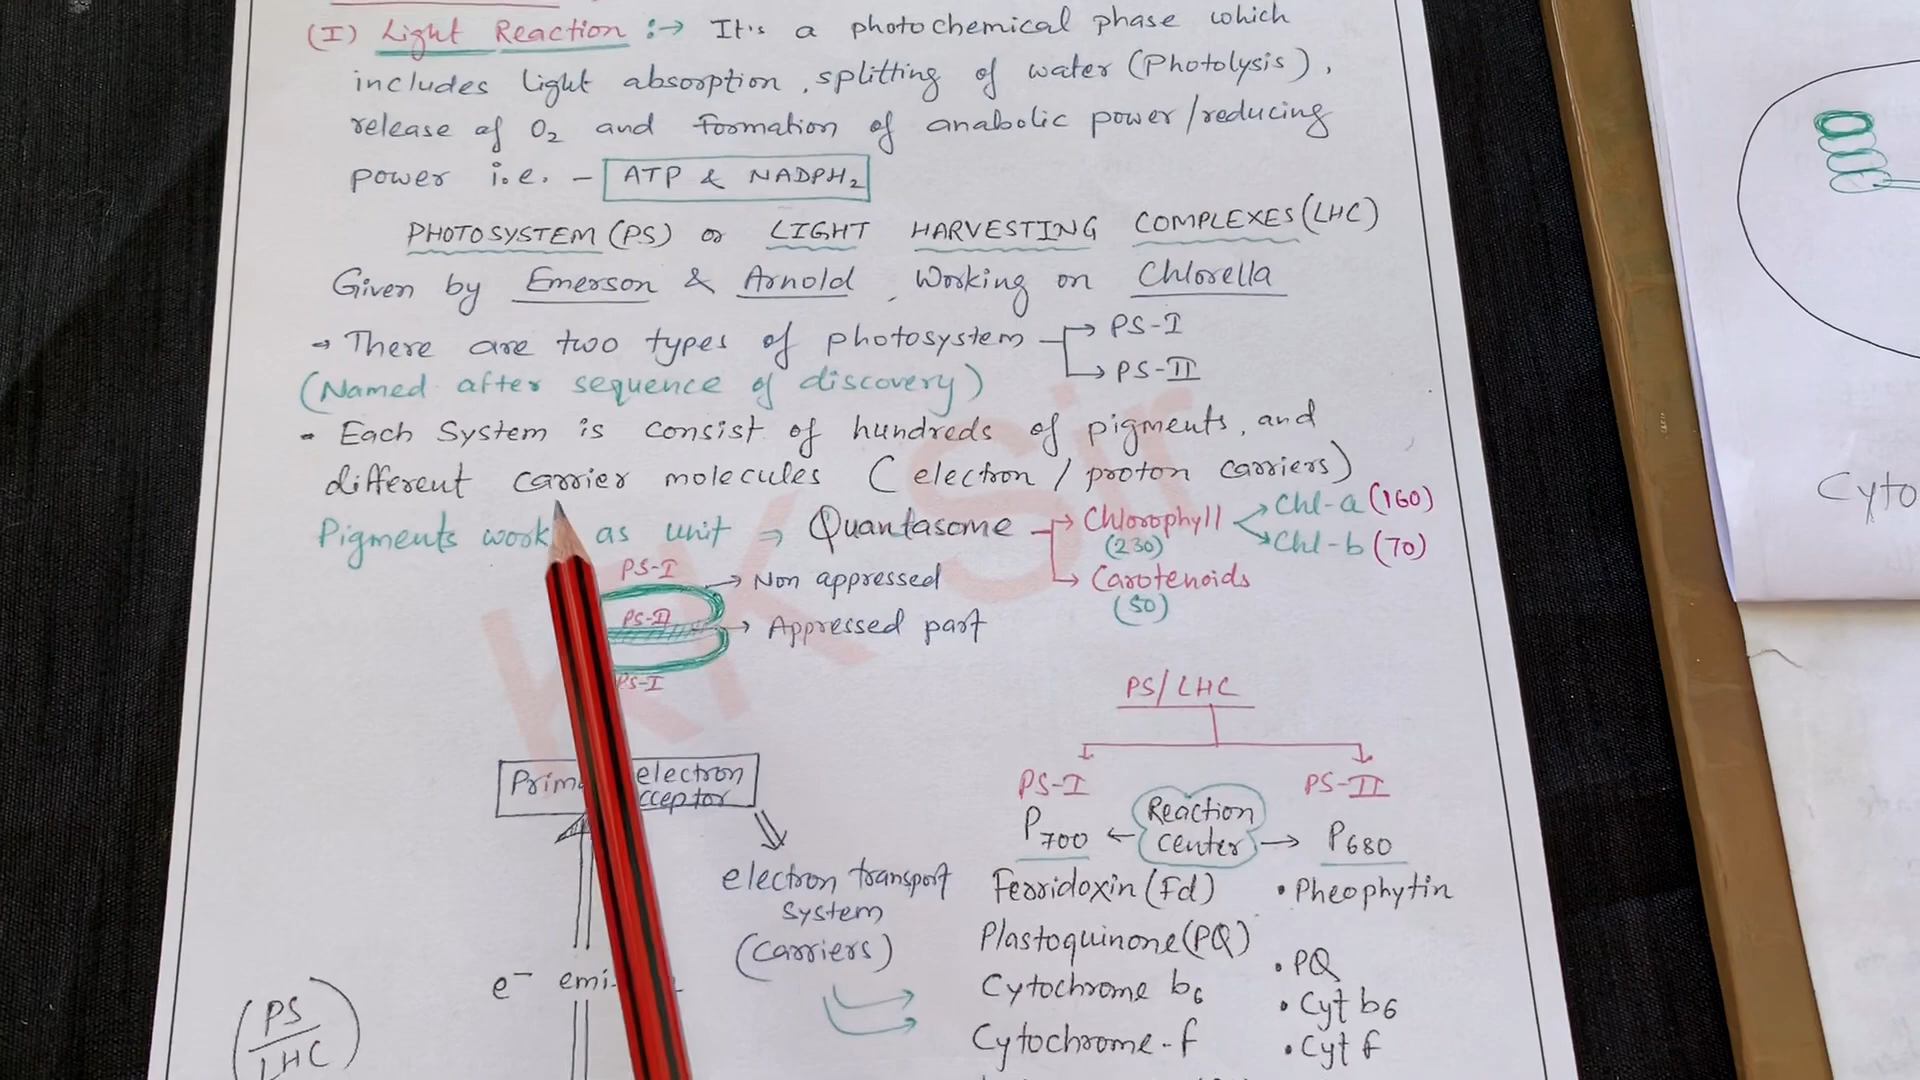 (I) Light Reaction :→ It's a photochemical phase which
includes light absorption, splitting of water (Photolysis),
release of O2 and formation of anabolic power/reducing
power i.e. - ATP & NADPH2
PHOTOSYSTEM (PS) or LIGHT HARVESTING COMPLEXES (LHC)
Given by Emerson & Arnold, Working on Chlorella
→ There are two types of photosystem → PS-I
→ PS-II
(Named after sequence of discovery)
- Each System is consist of hundreds of pigments, and
different carrier molecules (electron / proton carriers)
Pigments work as unit ⇒ Quantasome → Chlorophyll → Chl-a (160)
(230) → Chl-b (70)
→ Carotenoids
(50)
PS-I → Non appressed
PS-II → Appressed part
PS-I
PS/LHC
PS-I PS-II
P700 ← Reaction center → P680
electron
electron transport
system
(carriers)
Ferridoxin (Fd) • Pheophytin
Plastoquinone (PQ) • PQ
Cytochrome b6 • Cyt b6
Cytochrome-f • Cyt f
e-
(PS/LHC)
KK Sir